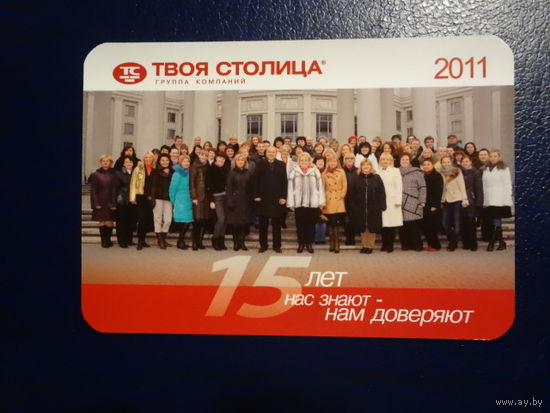 ТС
ТВОЯ СТОЛИЦА®
ГРУППА КОМПАНИЙ
2011
15 лет
нас знают -
нам доверяют
www.ay.by